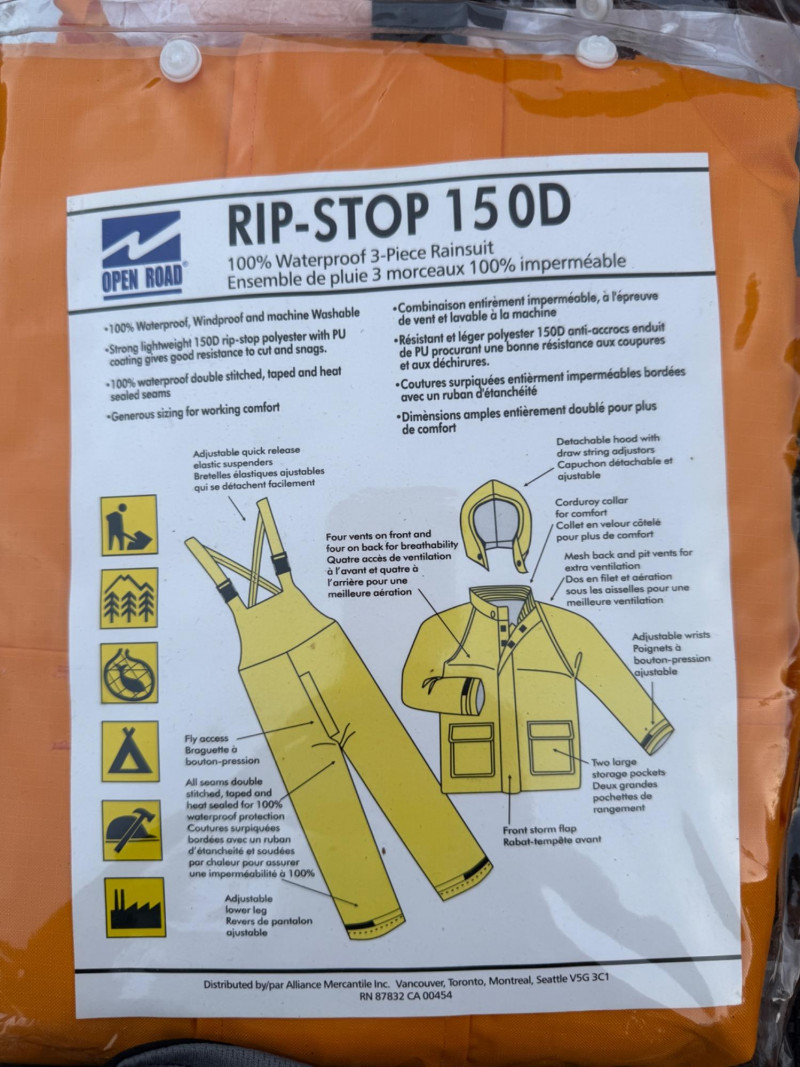 RIP-STOP 150D
100% Waterproof 3-Piece Rainsuit
Ensemble de pluie 3 morceaux 100% imperméable
OPEN ROAD®
•100% Waterproof, Windproof and machine Washable
•Strong lightweight 150D rip-stop polyester with PU
coating gives good resistance to cut and snags.
•100% waterproof double stitched, taped and heat
sealed seams
•Generous sizing for working comfort
•Combinaison entirèment imperméable, à l'épreuve
de vent et lavable à la machine
•Résistant et léger polyester 150D anti-accrocs enduit
de PU procurant une bonne résistance aux coupures
et aux déchirures.
•Coutures surpiquées entièrment imperméables bordées
avec un ruban d'étanchéité
•Dimènsions amples entièrement doublé pour plus
de comfort
Adjustable quick release
elastic suspenders
Bretelles élastiques ajustables
qui se détachent facilement
Detachable hood with
draw string adjustors
Capuchon détachable et
ajustable
Corduroy collar
for comfort
Collet en velour côtelé
pour plus de comfort
Four vents on front and
four on back for breathability
Quatre accès de ventilation
à l'avant et quatre à
l'arrière pour une
meilleure aération
Mesh back and pit vents for
extra ventilation
Dos en filet et aération
sous les aisselles pour une
meilleure ventilation
Adjustable wrists
Poignets à
bouton-pression
ajustable
Fly access
Braguette à
bouton-pression
Two large
storage pockets
Deux grandes
pochettes de
rangement
All seams double
stitched, taped and
heat sealed for 100%
waterproof protection
Coutures surpiquées
bordées avec un ruban
d'étancheité et soudées
par chaleur pour assurer
une imperméabilité à 100%
Front storm flap
Rabat-tempête avant
Adjustable
lower leg
Revers de pantalon
ajustable
Distributed by/par Alliance Mercantile Inc. Vancouver, Toronto, Montreal, Seattle V5G 3C1
RN 87832 CA 00454